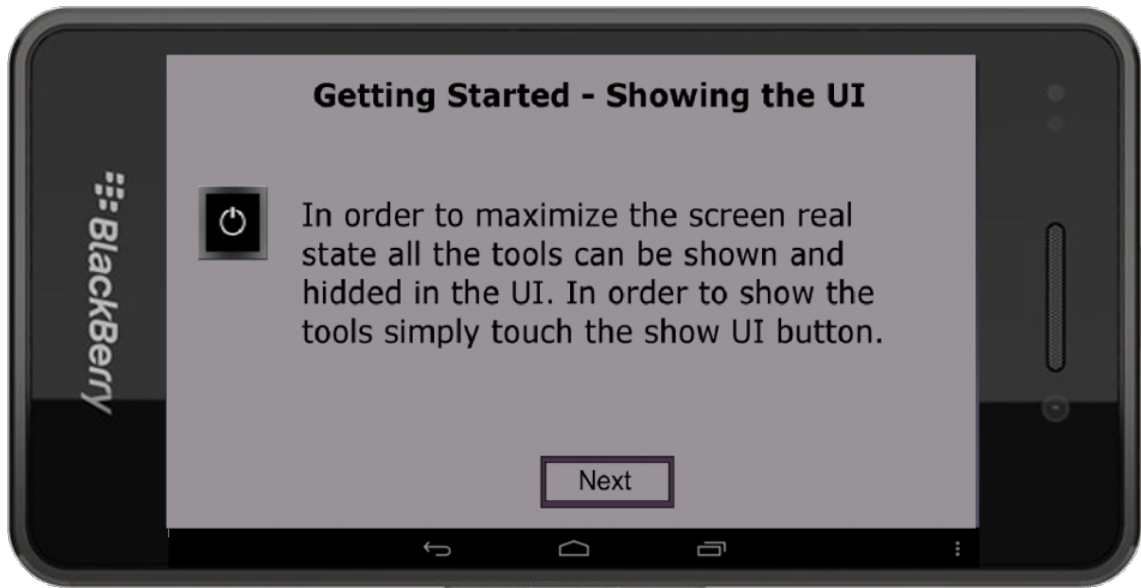 Getting Started - Showing the UI
In order to maximize the screen real
state all the tools can be shown and
hidded in the UI. In order to show the
tools simply touch the show UI button.
Next
BlackBerry